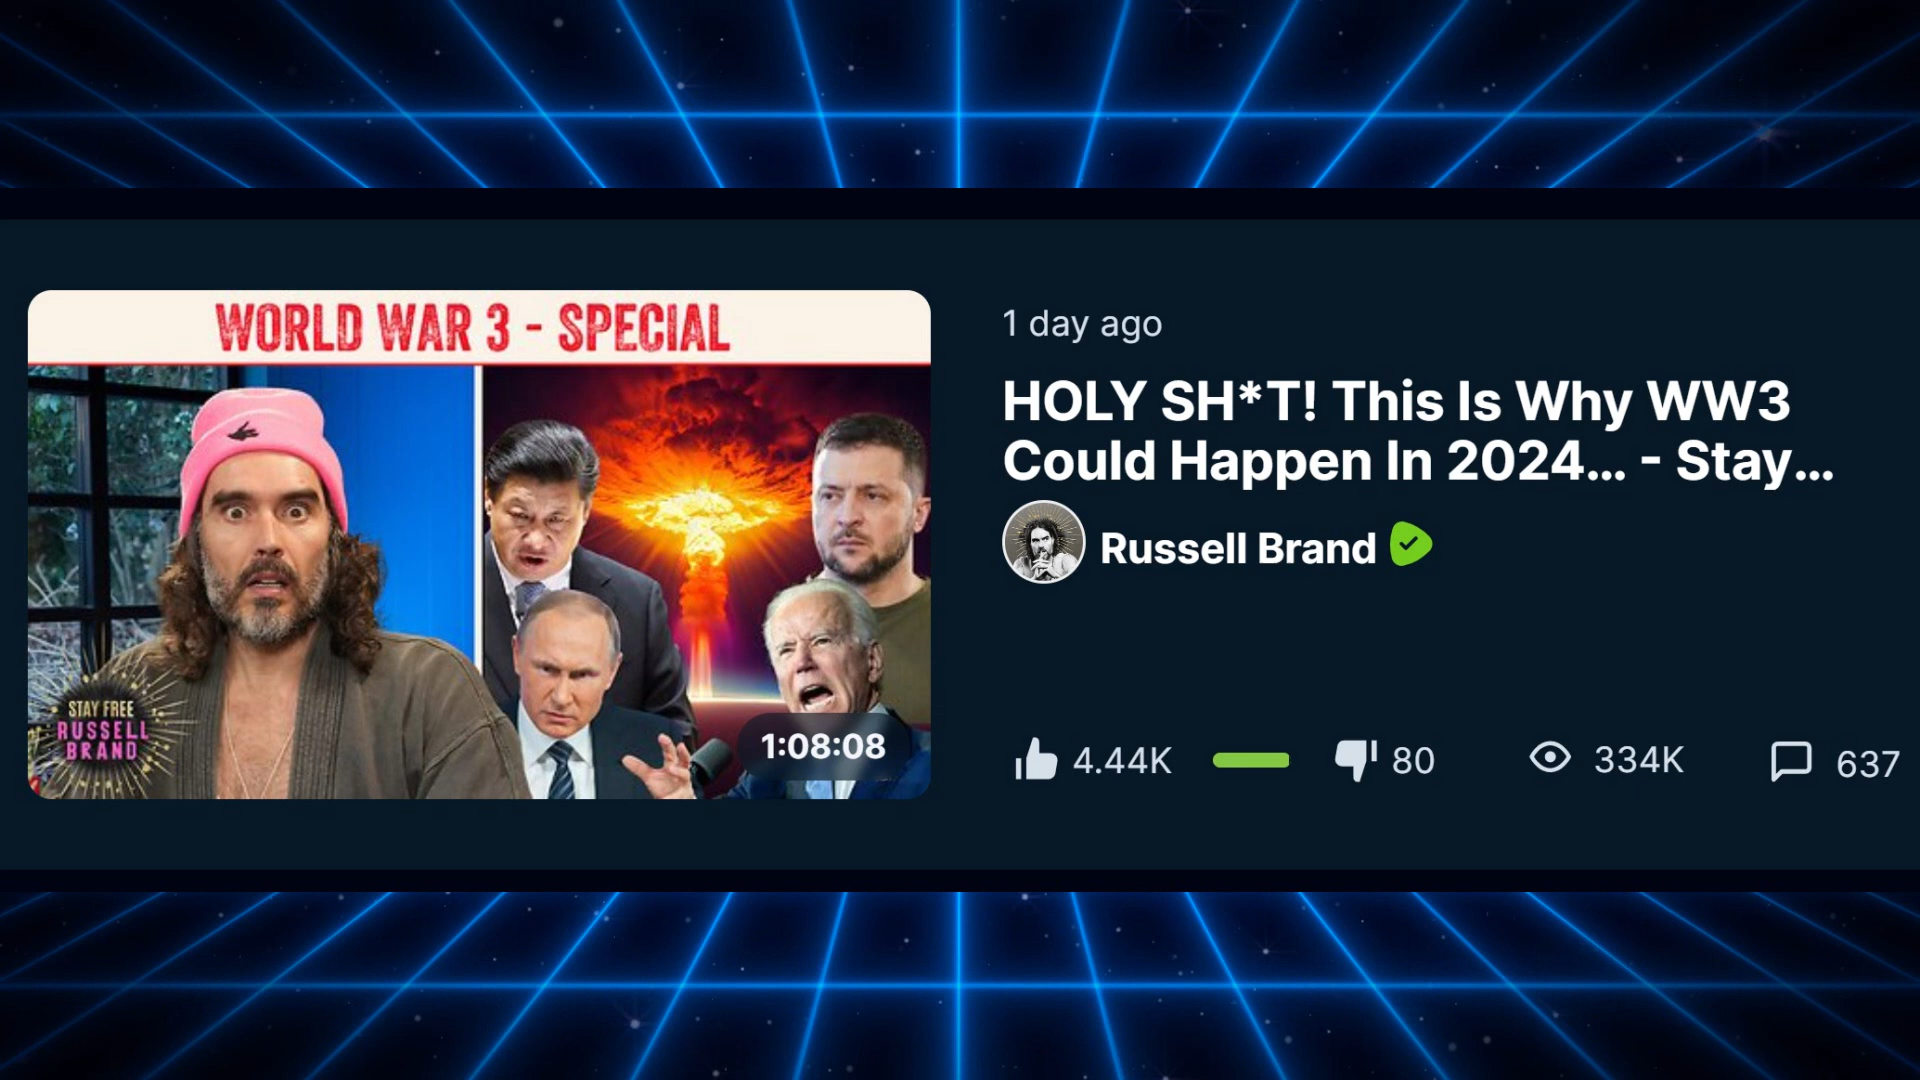 WORLD WAR 3 - SPECIAL
STAY FREE
RUSSELL
BRAND
1:08:08
1 day ago
HOLY SH*T! This Is Why WW3
Could Happen In 2024... - Stay...
Russell Brand
4.44K 80 334K 637